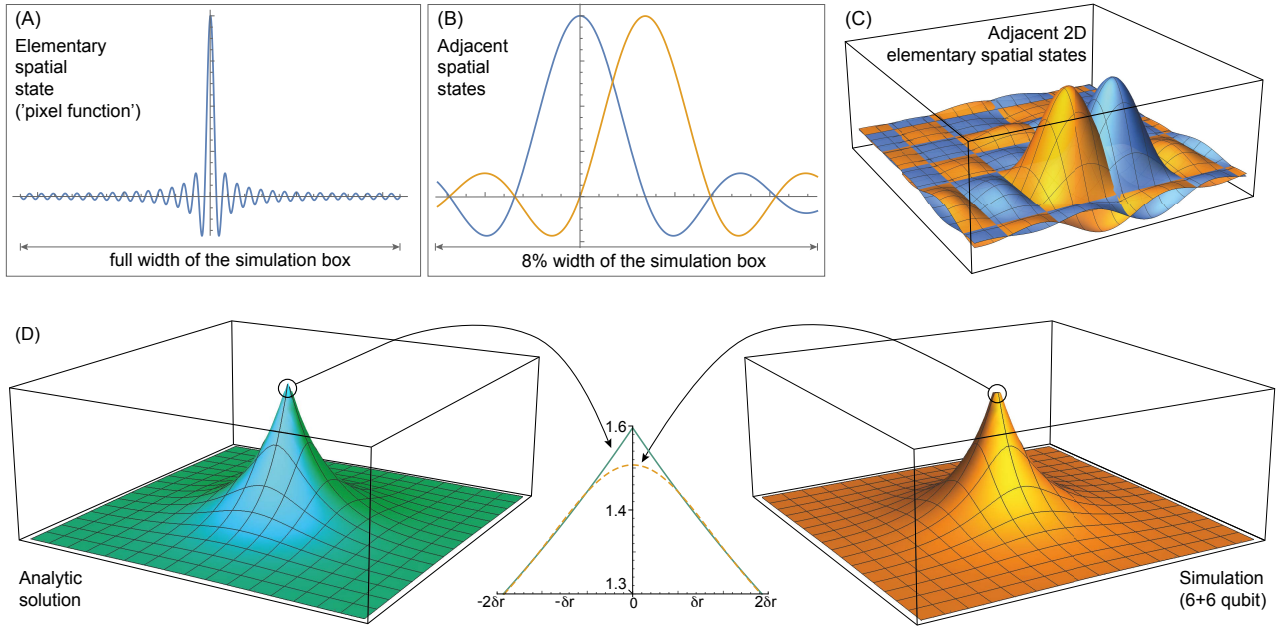 (A)
Elementary
spatial
state
('pixel function')
full width of the simulation box
(B)
Adjacent
spatial
states
8% width of the simulation box
(C)
Adjacent 2D
elementary spatial states
(D)
Analytic
solution
1.6
1.4
1.3
-2δr
-δr
0
δr
2δr
Simulation
(6+6 qubit)